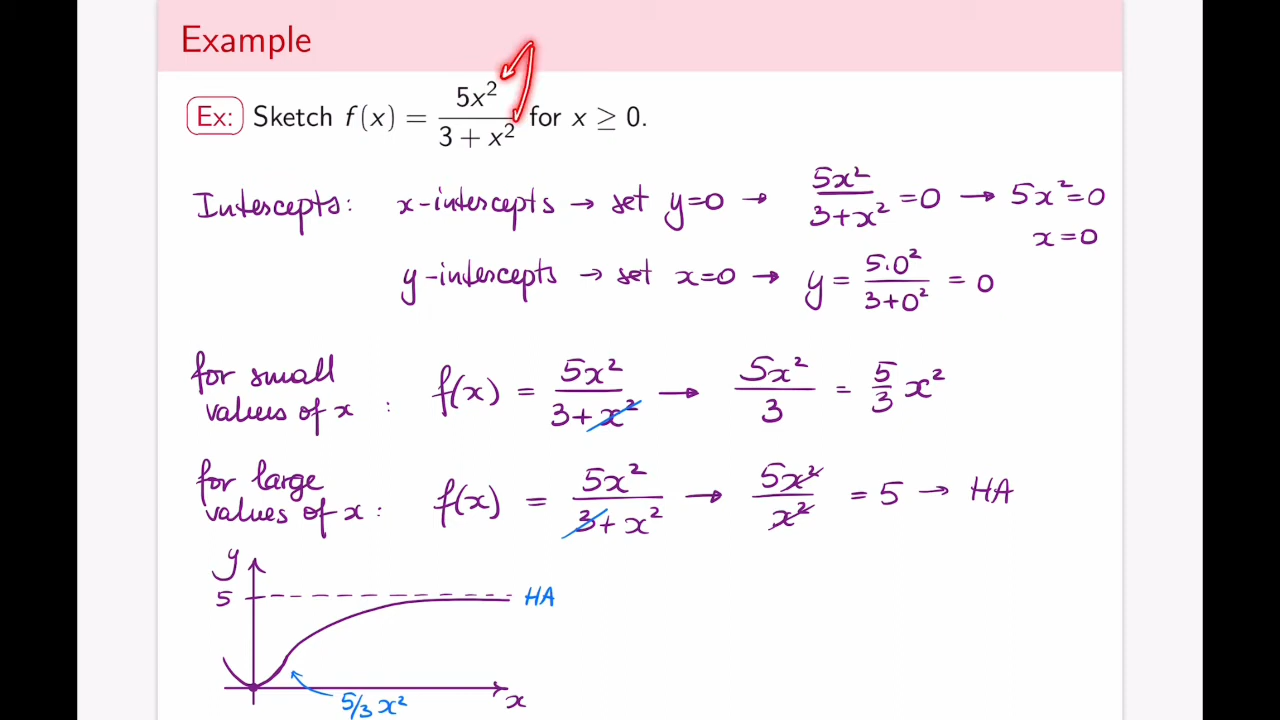 Example
Ex: Sketch f(x) = 5x²/(3 + x²) for x ≥ 0.
Intercepts: x-intercepts → set y=0 → 5x²/(3+x²) = 0 → 5x²=0
x=0
y-intercepts → set x=0 → y = 5·0²/(3+0²) = 0
for small values of x : f(x) = 5x²/(3+x²) → 5x²/3 = 5/3 x²
for large values of x : f(x) = 5x²/(3+x²) → 5x²/x² = 5 → HA
y
5 HA
x
5/3 x²